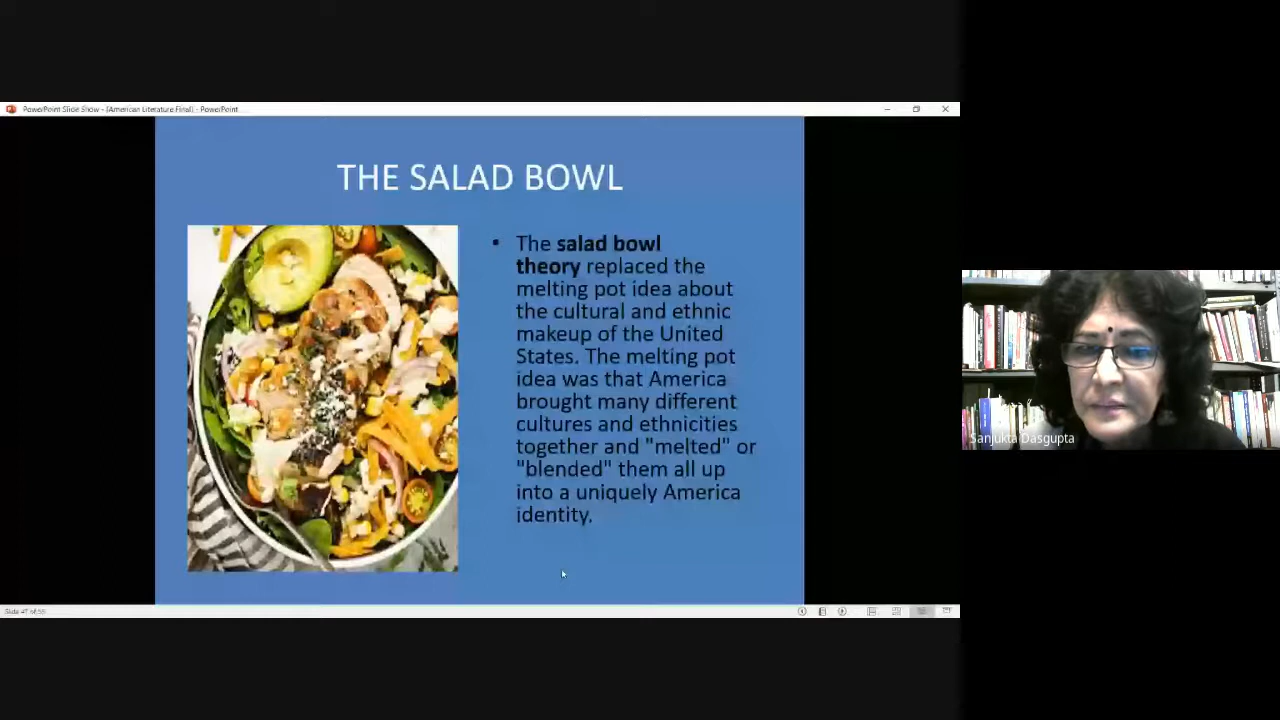 PowerPoint Slide Show - [American Literature Final] - PowerPoint
THE SALAD BOWL
• The salad bowl
theory replaced the
melting pot idea about
the cultural and ethnic
makeup of the United
States. The melting pot
idea was that America
brought many different
cultures and ethnicities
together and "melted" or
"blended" them all up
into a uniquely America
identity.
Sanjukta Dasgupta